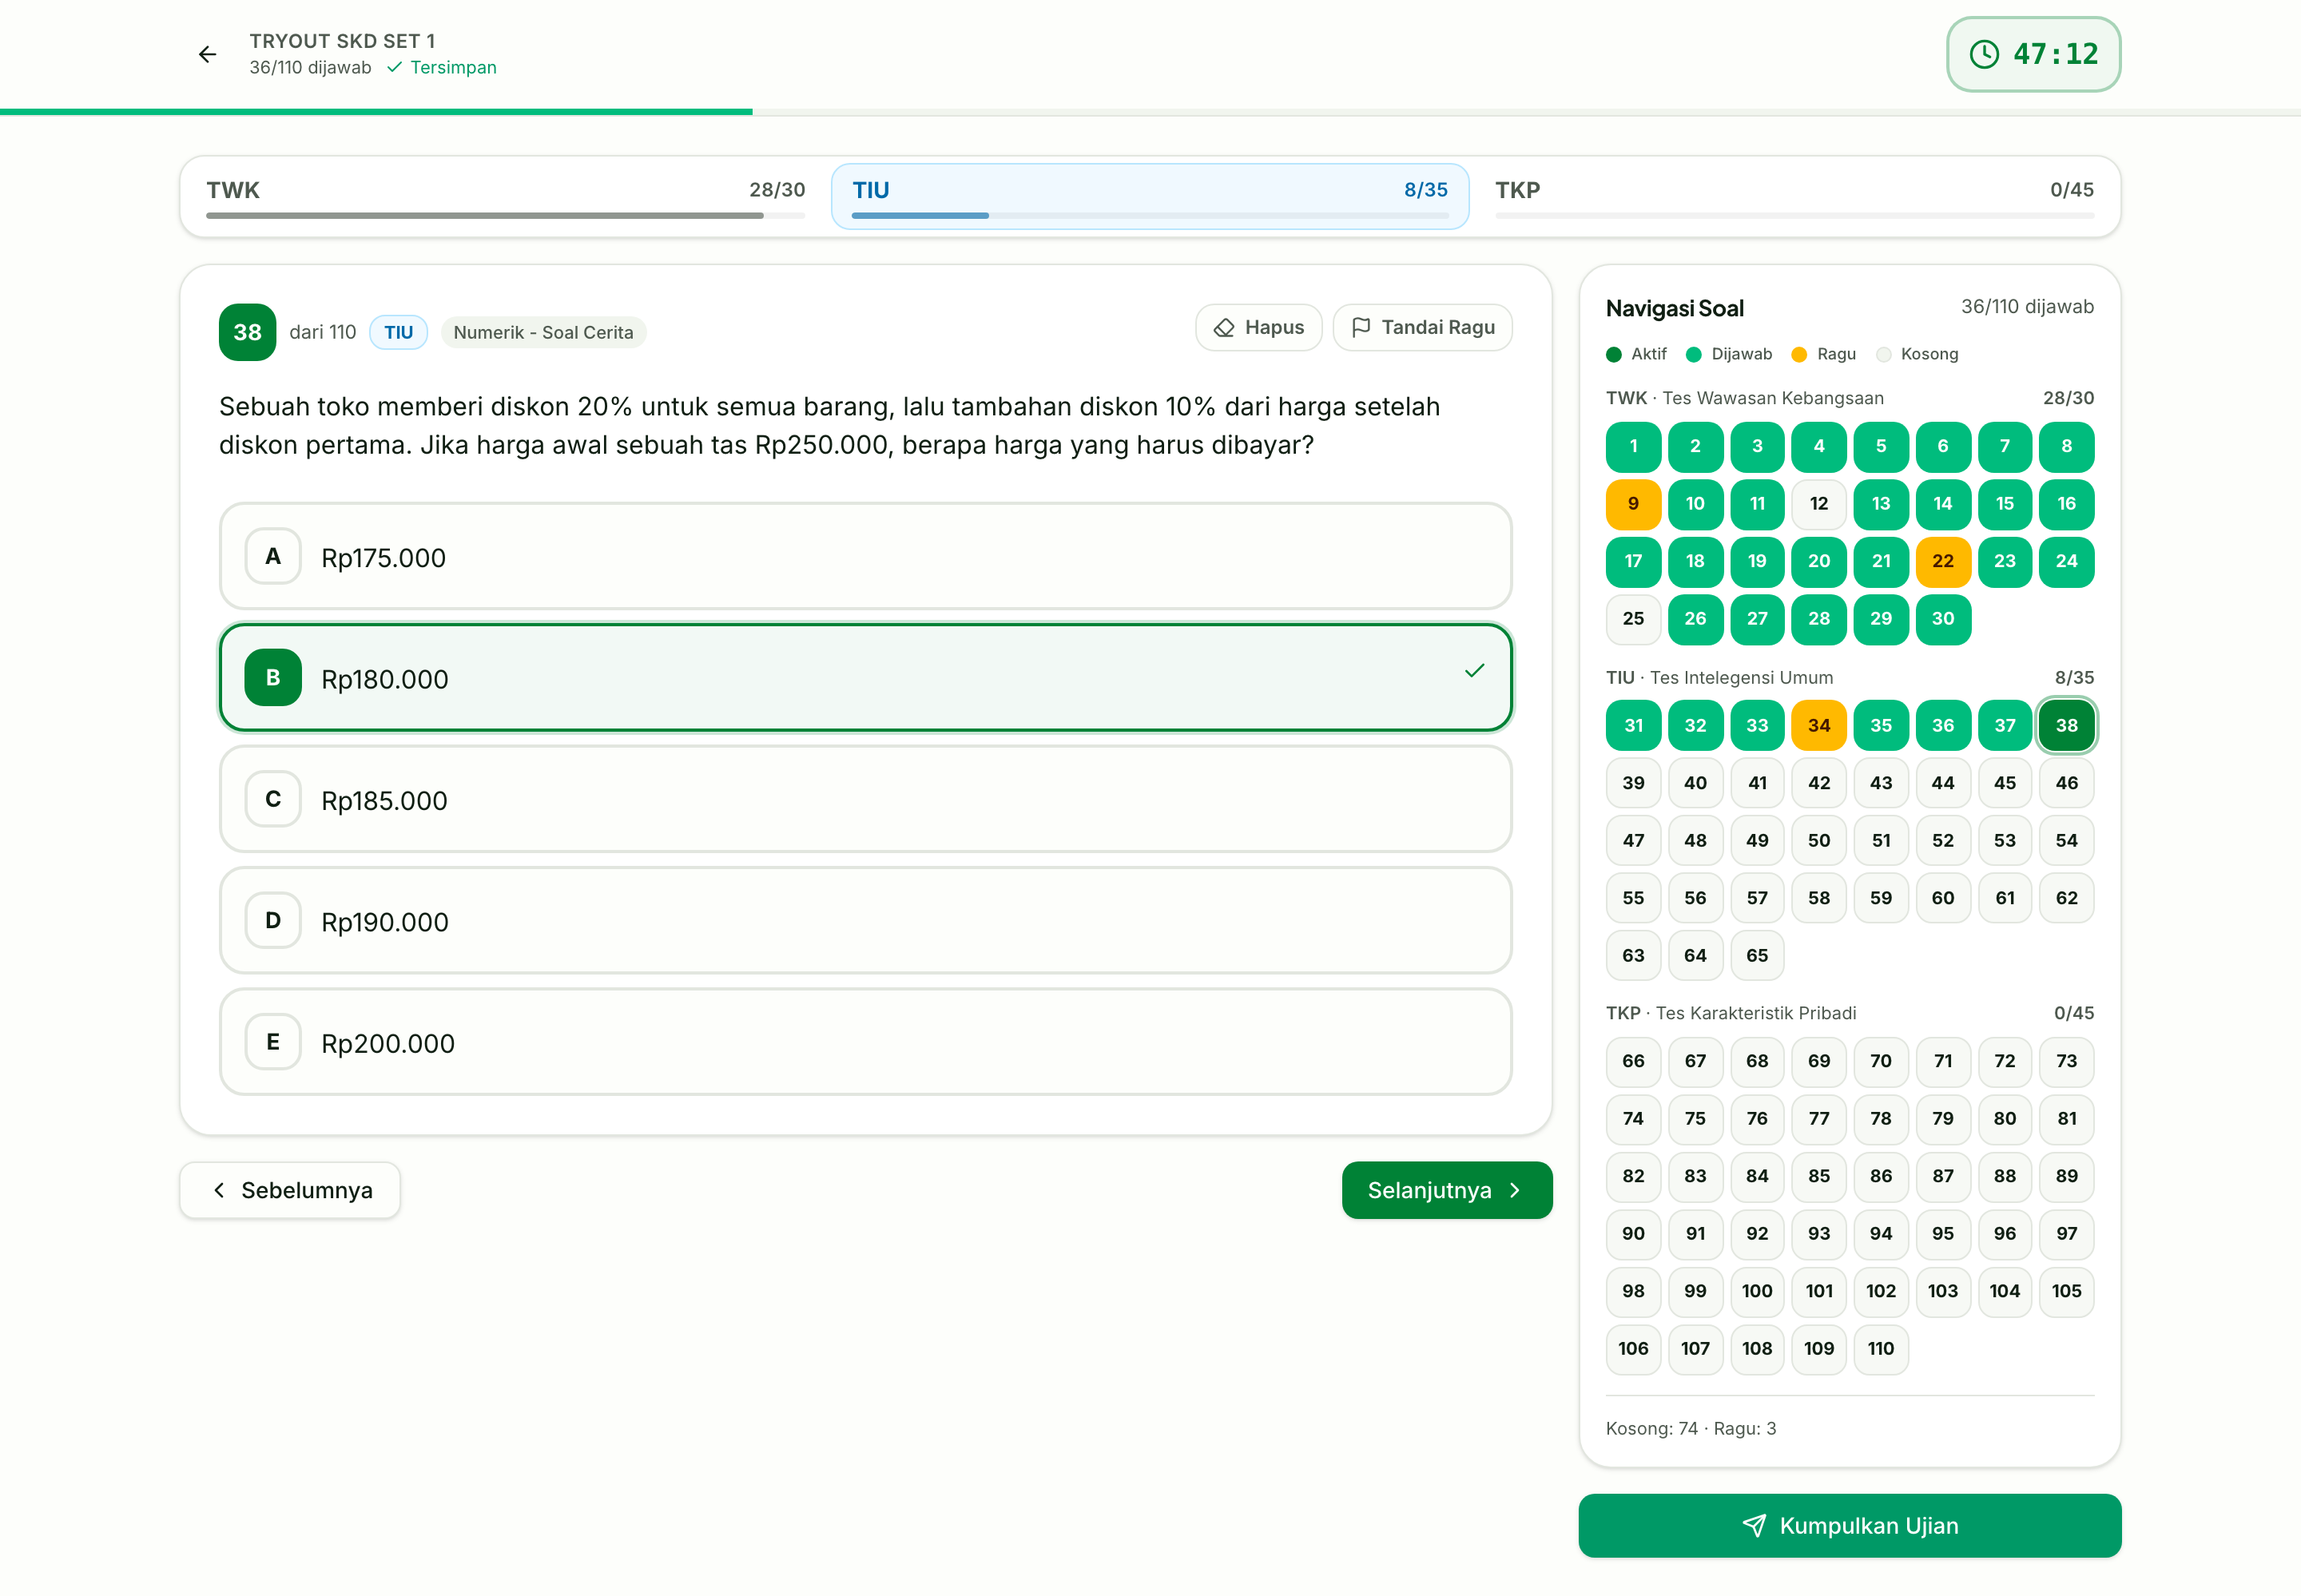 TRYOUT SKD SET 1
36/110 dijawab Tersimpan
47:12
TWK 28/30
TIU 8/35
TKP 0/45
38 dari 110 TIU Numerik - Soal Cerita
Hapus
Tandai Ragu
Sebuah toko memberi diskon 20% untuk semua barang, lalu tambahan diskon 10% dari harga setelah
diskon pertama. Jika harga awal sebuah tas Rp250.000, berapa harga yang harus dibayar?
A Rp175.000
B Rp180.000
C Rp185.000
D Rp190.000
E Rp200.000
Sebelumnya
Selanjutnya
Navigasi Soal 36/110 dijawab
Aktif Dijawab Ragu Kosong
TWK · Tes Wawasan Kebangsaan 28/30
1 2 3 4 5 6 7 8
9 10 11 12 13 14 15 16
17 18 19 20 21 22 23 24
25 26 27 28 29 30
TIU · Tes Intelegensi Umum 8/35
31 32 33 34 35 36 37 38
39 40 41 42 43 44 45 46
47 48 49 50 51 52 53 54
55 56 57 58 59 60 61 62
63 64 65
TKP · Tes Karakteristik Pribadi 0/45
66 67 68 69 70 71 72 73
74 75 76 77 78 79 80 81
82 83 84 85 86 87 88 89
90 91 92 93 94 95 96 97
98 99 100 101 102 103 104 105
106 107 108 109 110
Kosong: 74 · Ragu: 3
Kumpulkan Ujian